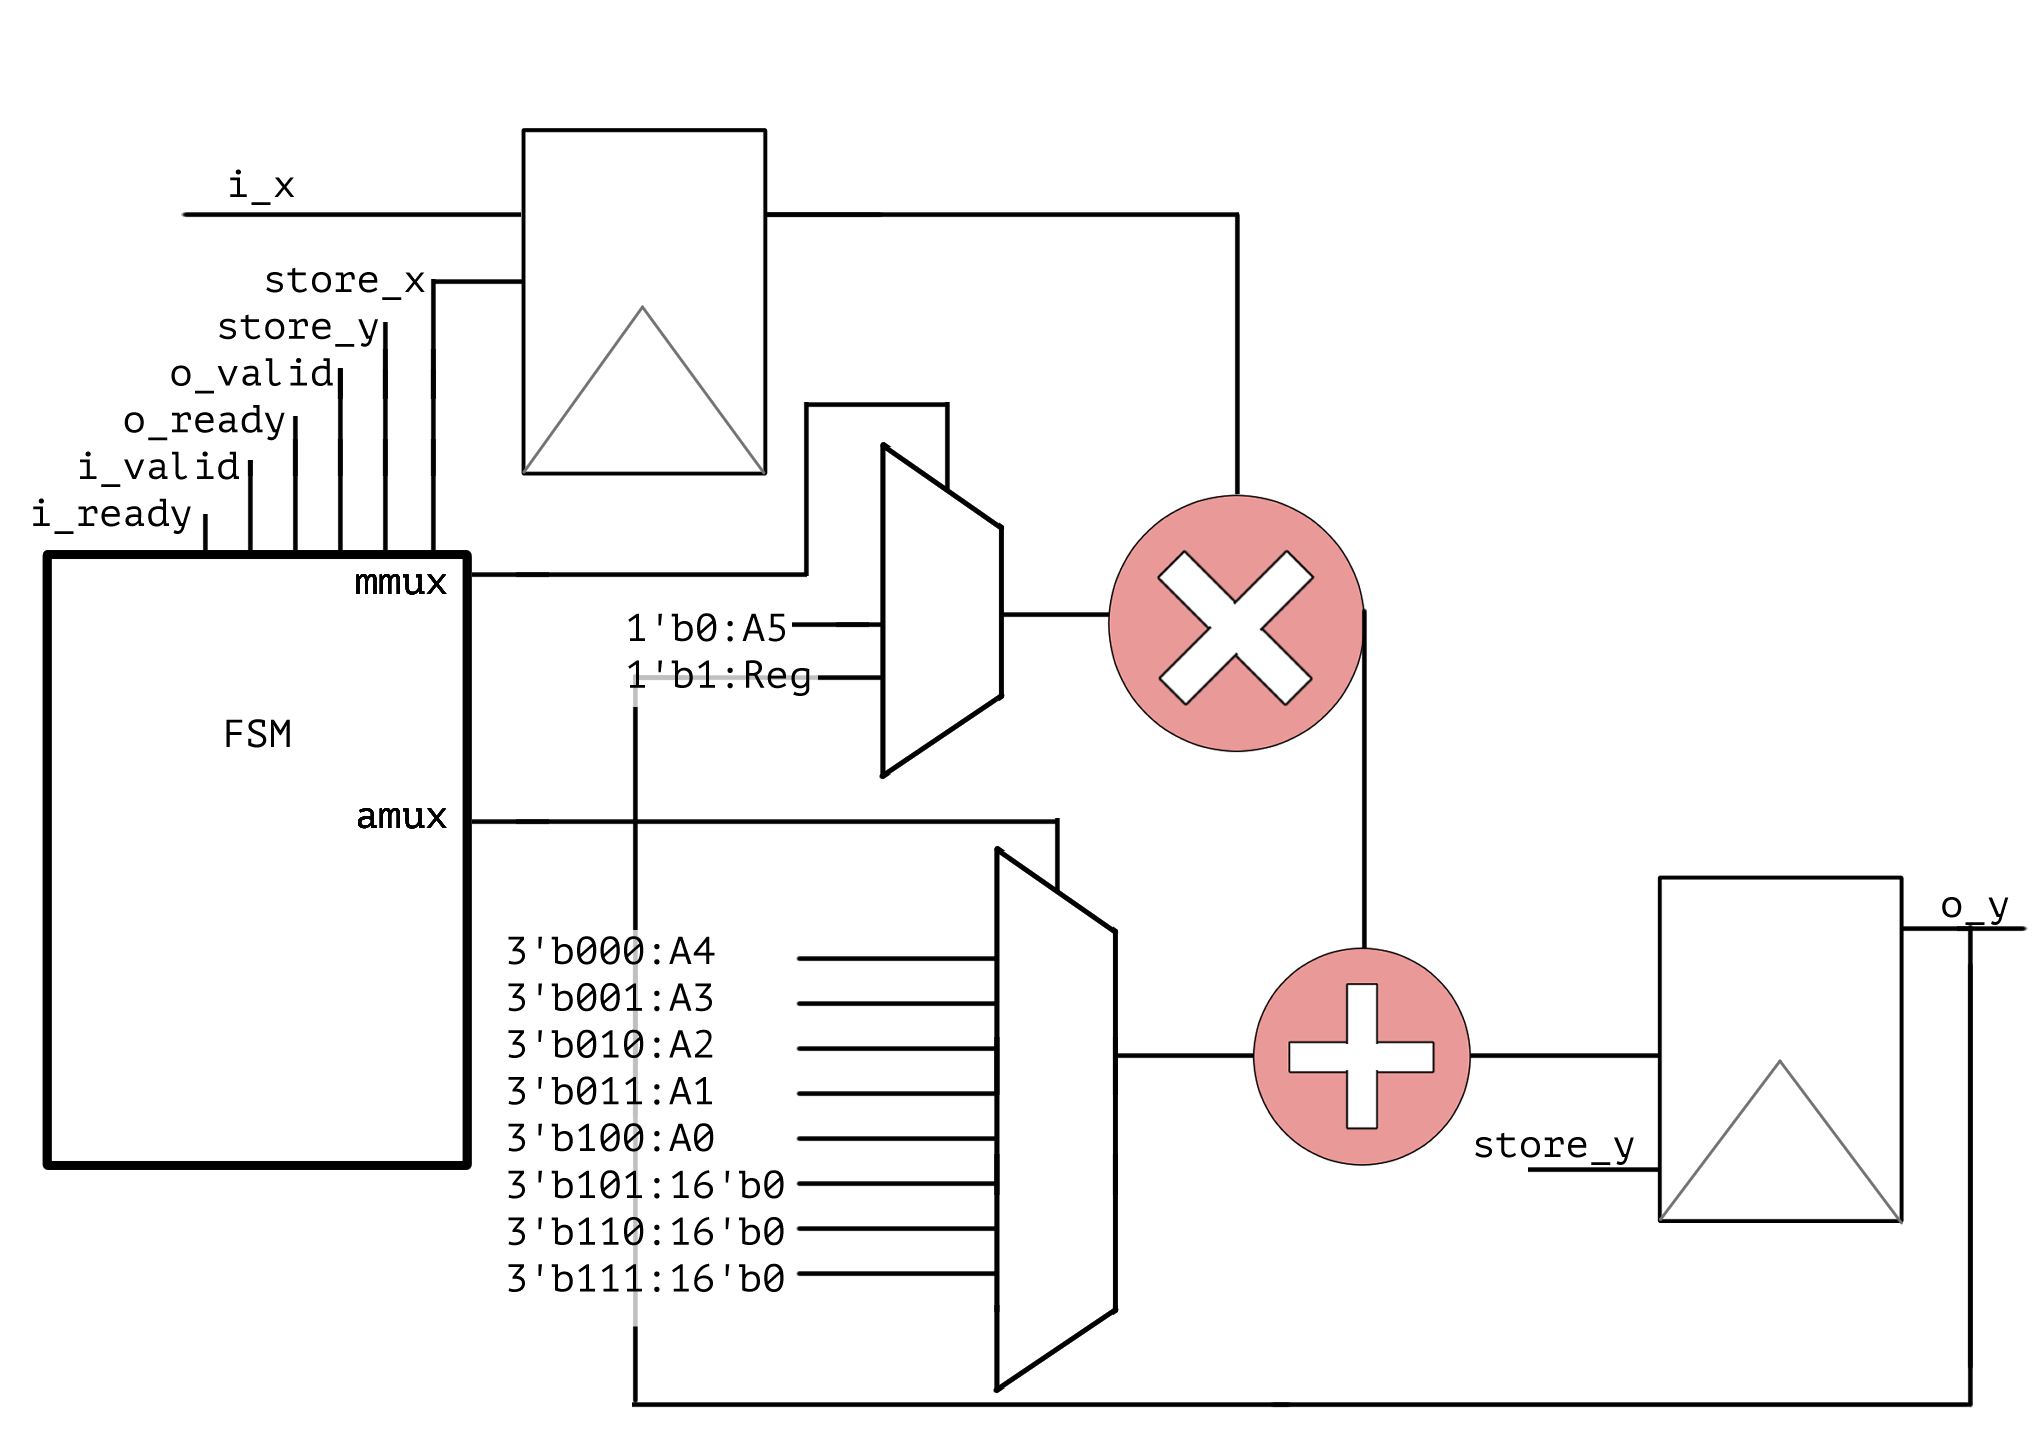 i_x
store_x
store_y
o_valid
o_ready
i_valid
i_ready
mmux
1'b0:A5
1'b1:Reg
FSM
amux
o_y
3'b000:A4
3'b001:A3
3'b010:A2
3'b011:A1
3'b100:A0
store_y
3'b101:16'b0
3'b110:16'b0
3'b111:16'b0